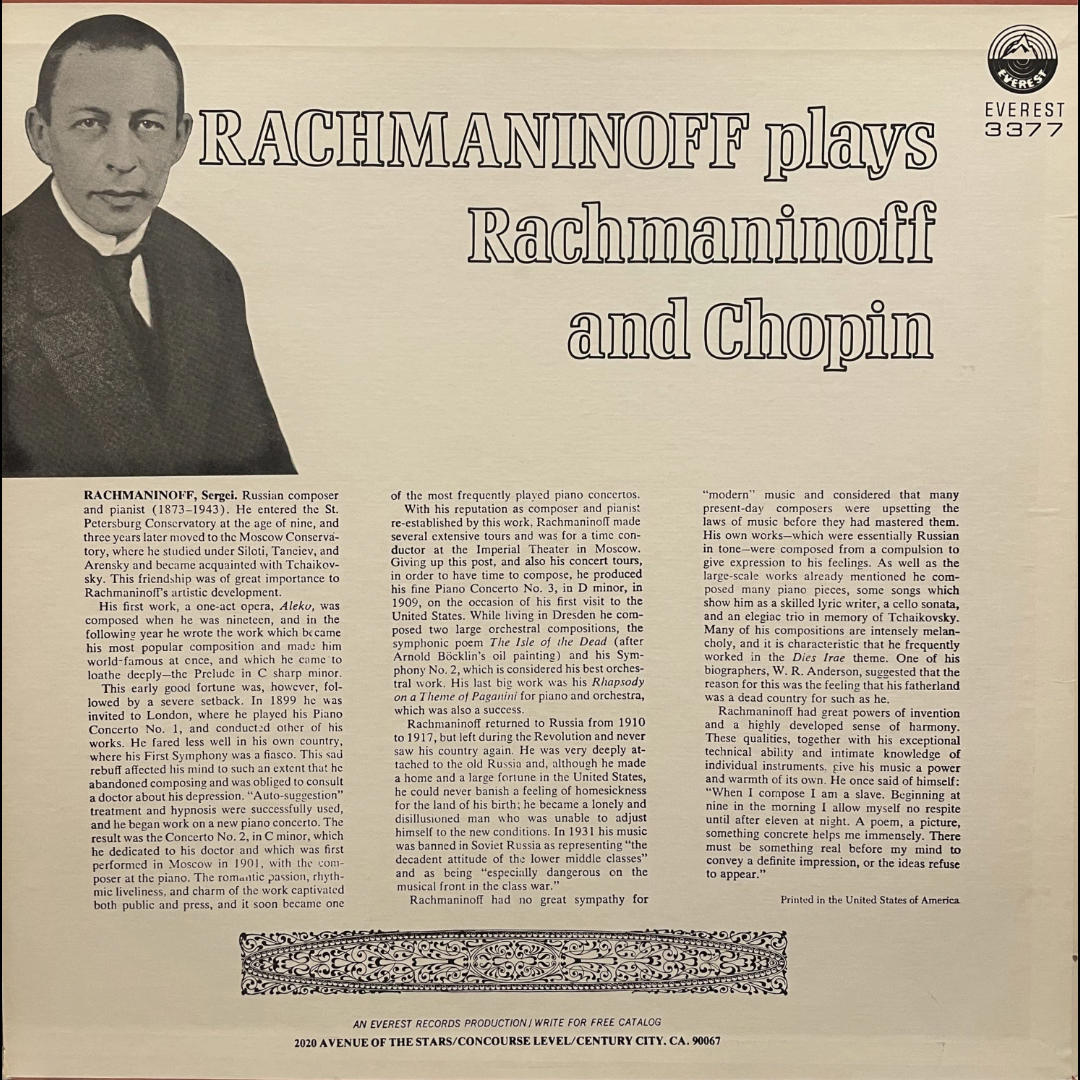 EVEREST
EVEREST
3377
RACHMANINOFF plays
Rachmaninoff
and Chopin
RACHMANINOFF, Sergei. Russian composer
and pianist (1873–1943). He entered the St.
Petersburg Conservatory at the age of nine, and
three years later moved to the Moscow Conserva-
tory, where he studied under Siloti, Tanciev, and
Arensky and became acquainted with Tchaikov-
sky. This friendship was of great importance to
Rachmaninoff's artistic development.
His first work, a one-act opera, Aleko, was
composed when he was nineteen, and in the
following year he wrote the work which became
his most popular composition and made him
world-famous at once, and which he came to
loathe deeply—the Prelude in C sharp minor.
This early good fortune was, however, fol-
lowed by a severe setback. In 1899 he was
invited to London, where he played his Piano
Concerto No. 1, and conducted other of his
works. He fared less well in his own country,
where his First Symphony was a fiasco. This sad
rebuff affected his mind to such an extent that he
abandoned composing and was obliged to consult
a doctor about his depression. "Auto-suggestion"
treatment and hypnosis were successfully used,
and he began work on a new piano concerto. The
result was the Concerto No. 2, in C minor, which
he dedicated to his doctor and which was first
performed in Moscow in 1901, with the com-
poser at the piano. The romantic passion, rhyth-
mic liveliness, and charm of the work captivated
both public and press, and it soon became one
of the most frequently played piano concertos.
With his reputation as composer and pianist
re-established by this work, Rachmaninoff made
several extensive tours and was for a time con-
ductor at the Imperial Theater in Moscow.
Giving up this post, and also his concert tours,
in order to have time to compose, he produced
his fine Piano Concerto No. 3, in D minor, in
1909, on the occasion of his first visit to the
United States. While living in Dresden he com-
posed two large orchestral compositions, the
symphonic poem The Isle of the Dead (after
Arnold Böcklin's oil painting) and his Sym-
phony No. 2, which is considered his best orches-
tral work. His last big work was his Rhapsody
on a Theme of Paganini for piano and orchestra,
which was also a success.
Rachmaninoff returned to Russia from 1910
to 1917, but left during the Revolution and never
saw his country again. He was very deeply at-
tached to the old Russia and, although he made
a home and a large fortune in the United States,
he could never banish a feeling of homesickness
for the land of his birth; he became a lonely and
disillusioned man who was unable to adjust
himself to the new conditions. In 1931 his music
was banned in Soviet Russia as representing "the
decadent attitude of the lower middle classes"
and as being "especially dangerous on the
musical front in the class war."
Rachmaninoff had no great sympathy for
"modern" music and considered that many
present-day composers were upsetting the
laws of music before they had mastered them.
His own works—which were essentially Russian
in tone—were composed from a compulsion to
give expression to his feelings. As well as the
large-scale works already mentioned he com-
posed many piano pieces, some songs which
show him as a skilled lyric writer, a cello sonata,
and an elegiac trio in memory of Tchaikovsky.
Many of his compositions are intensely melan-
choly, and it is characteristic that he frequently
worked in the Dies Irae theme. One of his
biographers, W. R. Anderson, suggested that the
reason for this was the feeling that his fatherland
was a dead country for such as he.
Rachmaninoff had great powers of invention
and a highly developed sense of harmony.
These qualities, together with his exceptional
technical ability and intimate knowledge of
individual instruments, give his music a power
and warmth of its own. He once said of himself:
"When I compose I am a slave. Beginning at
nine in the morning I allow myself no respite
until after eleven at night. A poem, a picture,
something concrete helps me immensely. There
must be something real before my mind to
convey a definite impression, or the ideas refuse
to appear."
Printed in the United States of America
AN EVEREST RECORDS PRODUCTION / WRITE FOR FREE CATALOG
2020 AVENUE OF THE STARS/CONCOURSE LEVEL/CENTURY CITY, CA. 90067